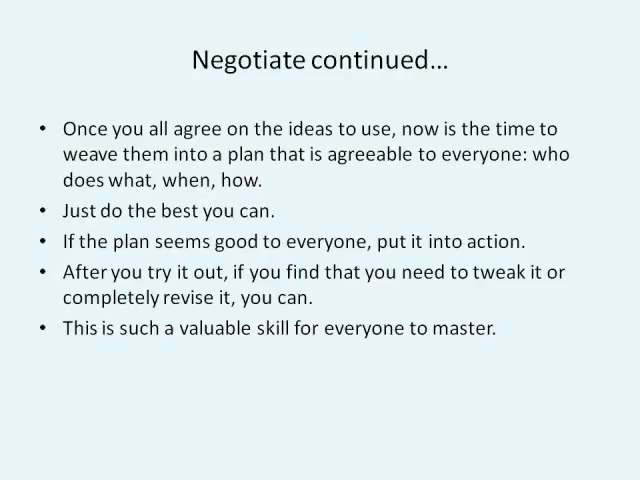 Negotiate continued…
• Once you all agree on the ideas to use, now is the time to
weave them into a plan that is agreeable to everyone: who
does what, when, how.
• Just do the best you can.
• If the plan seems good to everyone, put it into action.
• After you try it out, if you find that you need to tweak it or
completely revise it, you can.
• This is such a valuable skill for everyone to master.